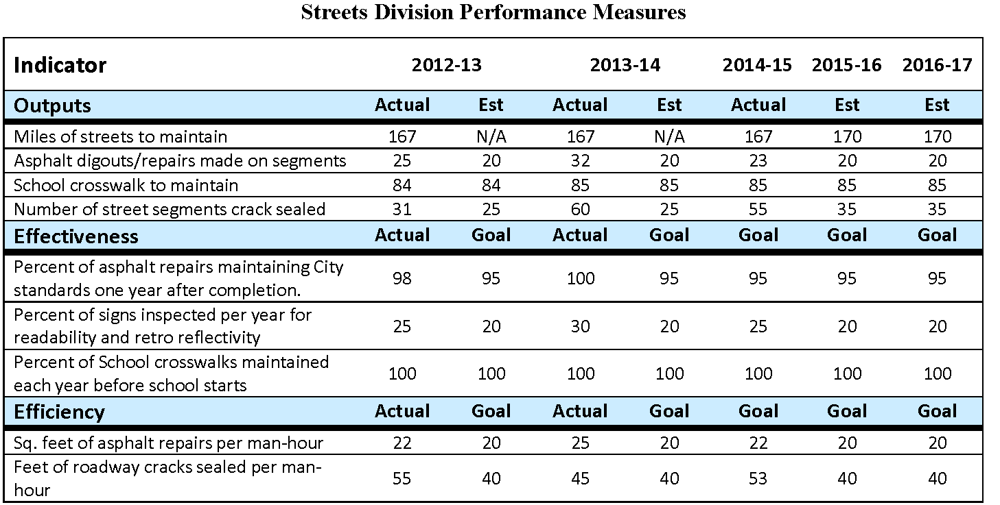 Streets Division Performance Measures
Indicator 2012-13 2013-14 2014-15 2015-16 2016-17
Outputs Actual Est Actual Est Actual Est Est
Miles of streets to maintain 167 N/A 167 N/A 167 170 170
Asphalt digouts/repairs made on segments 25 20 32 20 23 20 20
School crosswalk to maintain 84 84 85 85 85 85 85
Number of street segments crack sealed 31 25 60 25 55 35 35
Effectiveness Actual Goal Actual Goal Goal Goal Goal
Percent of asphalt repairs maintaining City
standards one year after completion. 98 95 100 95 95 95 95
Percent of signs inspected per year for
readability and retro reflectivity 25 20 30 20 25 20 20
Percent of School crosswalks maintained
each year before school starts 100 100 100 100 100 100 100
Efficiency Actual Goal Actual Goal Goal Goal Goal
Sq. feet of asphalt repairs per man-hour 22 20 25 20 22 20 20
Feet of roadway cracks sealed per man-
hour 55 40 45 40 53 40 40